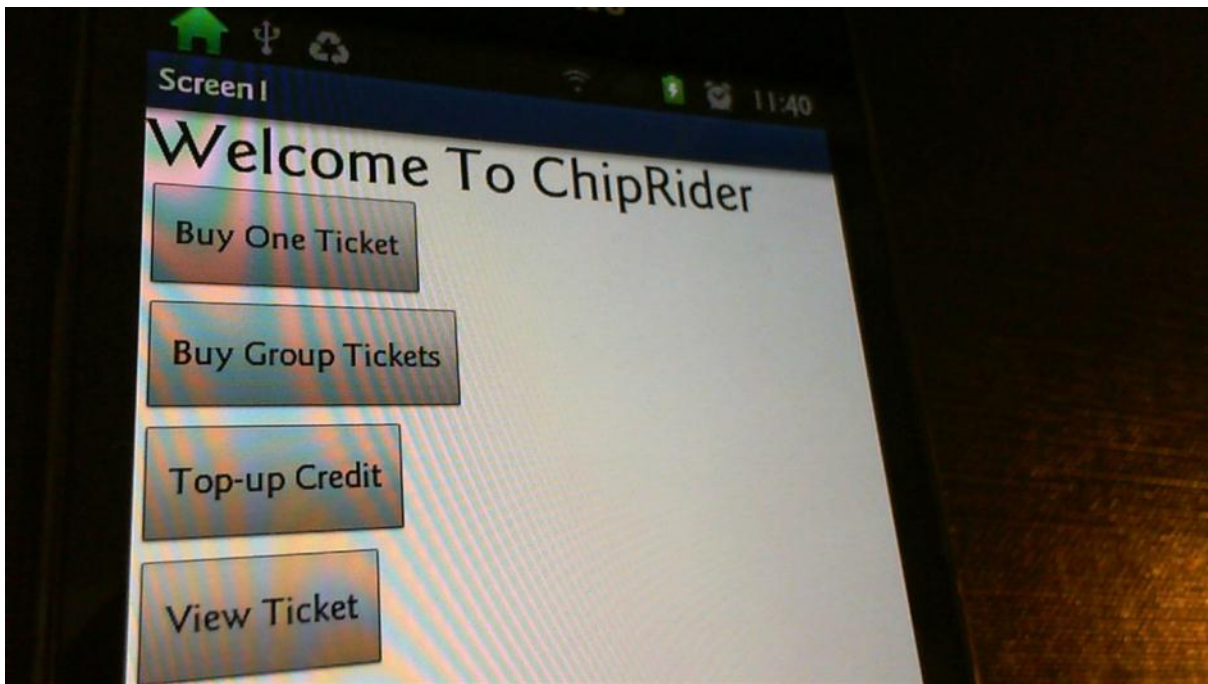 11:40
Screen1
Welcome To ChipRider
Buy One Ticket
Buy Group Tickets
Top-up Credit
View Ticket